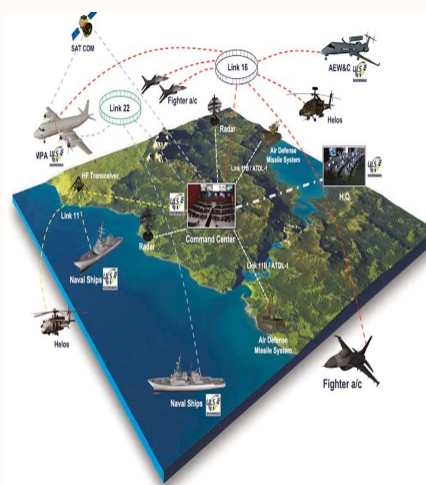 SAT COM
Link 16
AEW&C
Link 22
Fighter a/c
Helos
Radar
MPA
Air Defense
Missile System
HF Transceiver
Link 11B / ATDL-1
H.Q.
Link 11
Command Center
Radar
Naval Ships
Link 11B / ATDL-1
Helos
Air Defense
Missile System
Fighter a/c
Naval Ships